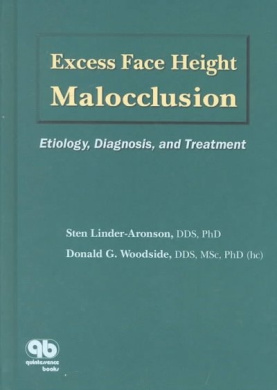 Excess Face Height
Malocclusion
Etiology, Diagnosis, and Treatment
Sten Linder-Aronson, DDS, PhD
Donald G. Woodside, DDS, MSc, PhD (hc)
qb
quintessence
books